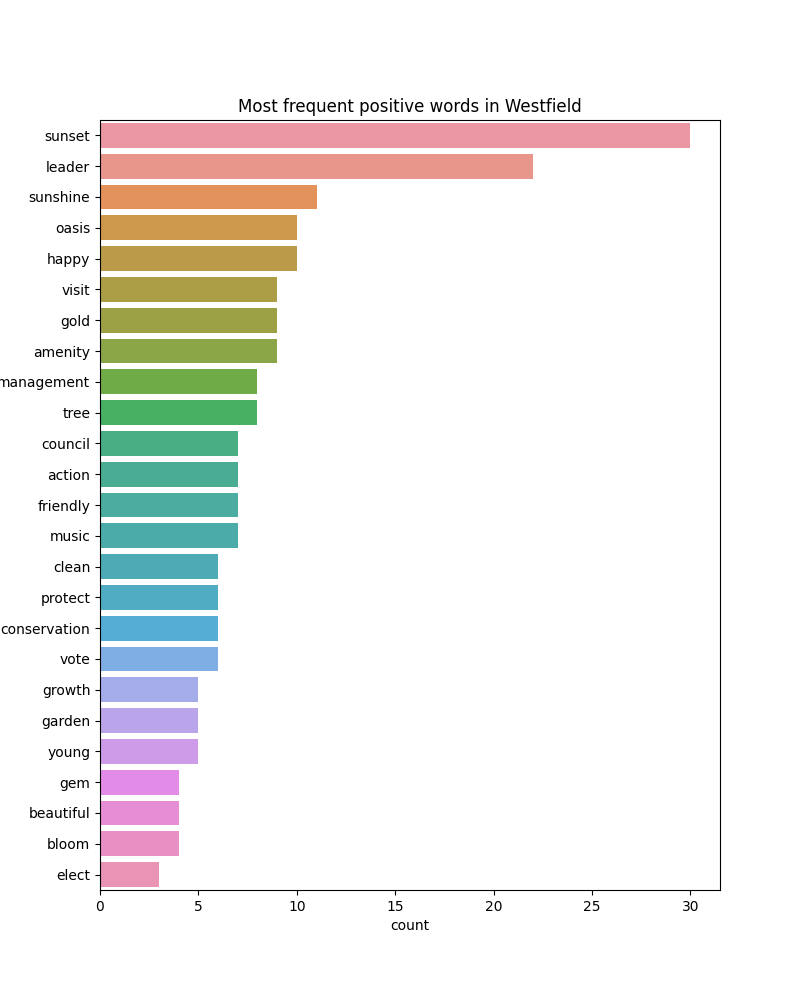 Most frequent positive words in Westfield
sunset
leader
sunshine
oasis
happy
visit
gold
amenity
management
tree
council
action
friendly
music
clean
protect
conservation
vote
growth
garden
young
gem
beautiful
bloom
elect
0 5 10 15 20 25 30
count